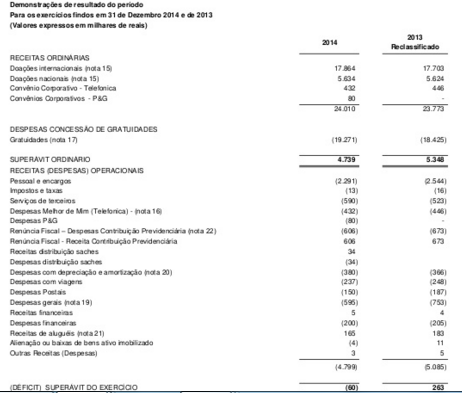 Demonstrações de resultado do período
Para os exercícios findos em 31 de Dezembro 2014 e de 2013
(Valores expressos em milhares de reais)
2013
2014 Reclassificado
RECEITAS ORDINÁRIAS
Doações internacionais (nota 15) 17.864 17.703
Doações nacionais (nota 15) 5.634 5.624
Convênio Corporativo - Telefonica 432 446
Convênios Corporativos - P&G 80 -
24.010 23.773
DESPESAS CONCESSÃO DE GRATUIDADES
Gratuidades (nota 17) (19.271) (18.425)
SUPERÁVIT ORDINÁRIO 4.739 5.348
RECEITAS (DESPESAS) OPERACIONAIS
Pessoal e encargos (2.291) (2.544)
Impostos e taxas (13) (16)
Serviços de terceiros (590) (523)
Despesas Melhor de Mim (Telefonica) - (nota 16) (432) (446)
Despesas P&G (80) -
Renúncia Fiscal – Despesas Contribuição Previdenciária (nota 22) (606) (673)
Renúncia Fiscal - Receita Contribuição Previdenciária 606 673
Receitas distribuição saches 34
Despesas distribuição saches (34)
Despesas com depreciação e amortização (nota 20) (380) (366)
Despesas com viagens (237) (248)
Despesas Postais (150) (187)
Despesas gerais (nota 19) (595) (753)
Receitas financeiras 5 4
Despesas financeiras (200) (205)
Receitas de aluguéis (nota 21) 165 183
Alienação ou baixas de bens ativo imobilizado (4) 11
Outras Receitas (Despesas) 3 5
(4.799) (5.085)
(DÉFICIT) SUPERÁVIT DO EXERCÍCIO (60) 263